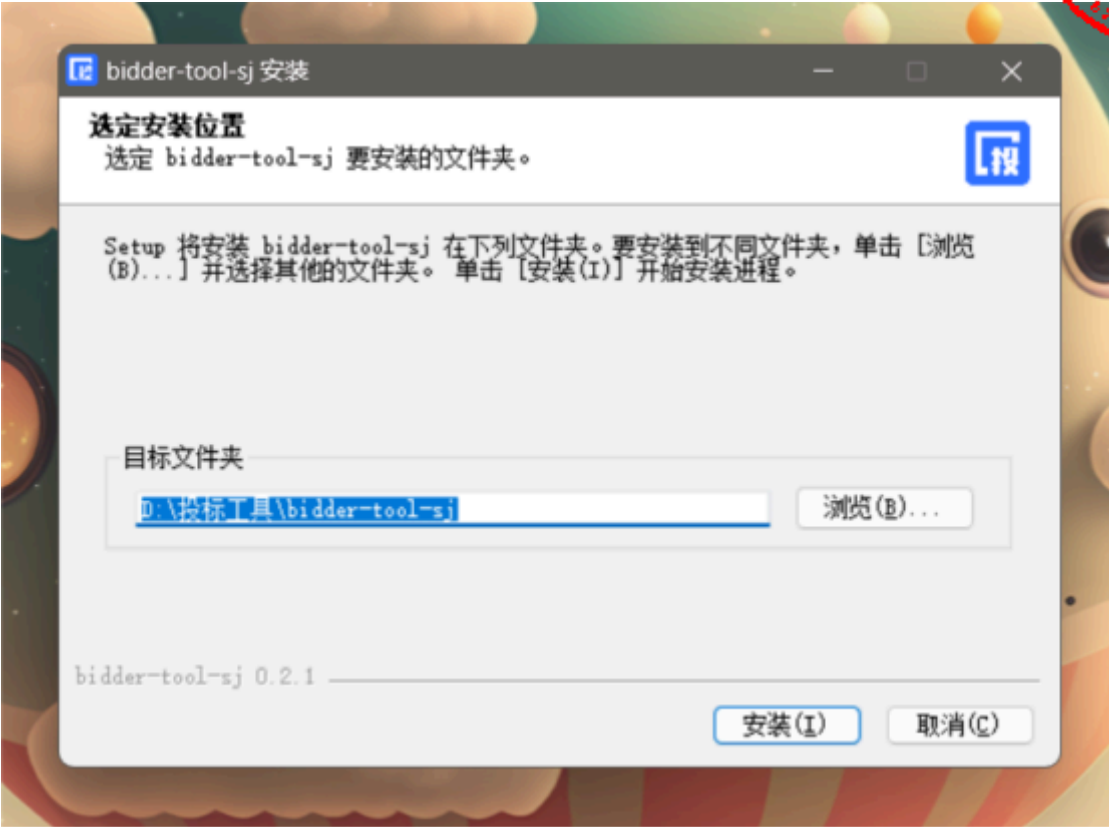 bidder-tool-sj 安装
选定安装位置
选定 bidder-tool-sj 要安装的文件夹。
投
Setup 将安装 bidder-tool-sj 在下列文件夹。要安装到不同文件夹，单击 [浏览
(B)...] 并选择其他的文件夹。 单击 [安装(I)] 开始安装进程。
目标文件夹
D:\投标工具\bidder-tool-sj
浏览(B)...
bidder-tool-sj 0.2.1
安装(I)
取消(C)